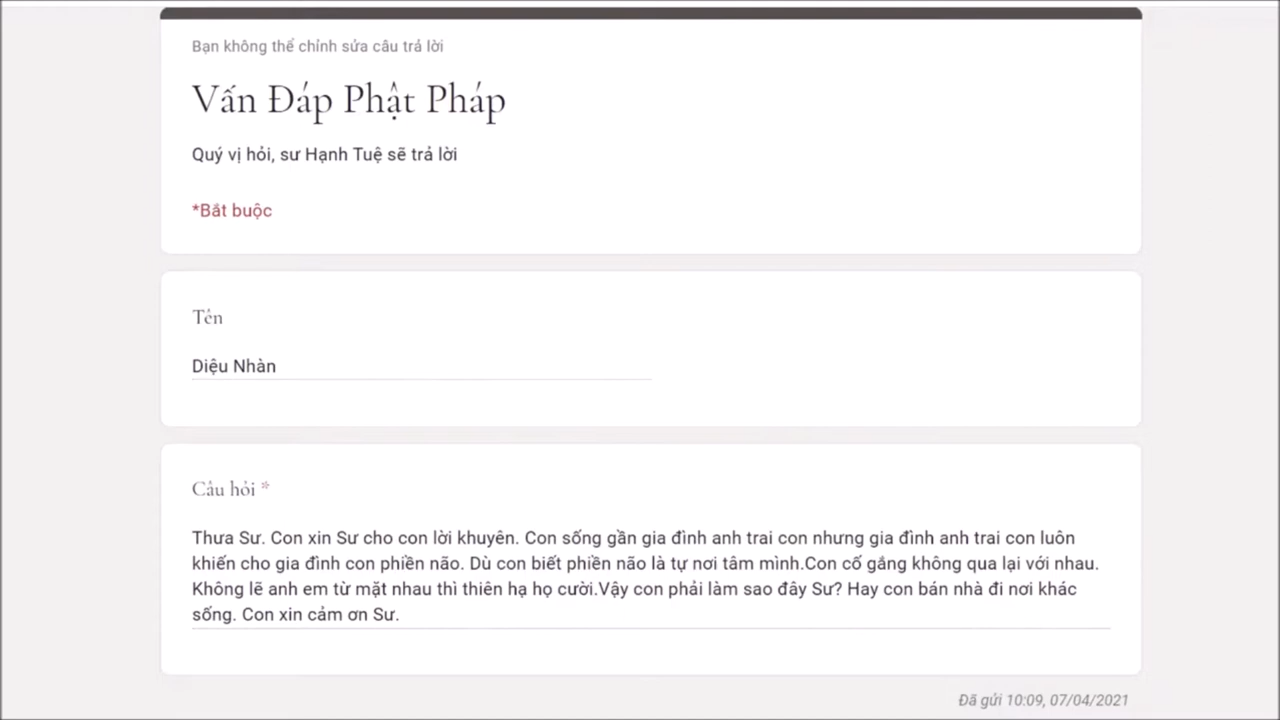 Bạn không thể chỉnh sửa câu trả lời
Vấn Đáp Phật Pháp
Quý vị hỏi, sư Hạnh Tuệ sẽ trả lời
*Bắt buộc
Tên
Diệu Nhàn
Câu hỏi *
Thưa Sư. Con xin Sư cho con lời khuyên. Con sống gần gia đình anh trai con nhưng gia đình anh trai con luôn
khiến cho gia đình con phiền não. Dù con biết phiền não là tự nơi tâm mình.Con cố gắng không qua lại với nhau.
Không lẽ anh em từ mặt nhau thì thiên hạ họ cười.Vậy con phải làm sao đây Sư? Hay con bán nhà đi nơi khác
sống. Con xin cảm ơn Sư.
Đã gửi 10:09, 07/04/2021